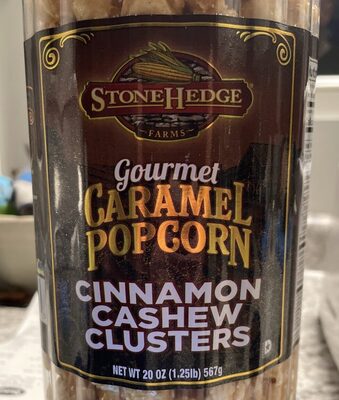 STONEHEDGE
FARMS
Gourmet
CARAMEL
POPCORN
CINNAMON
CASHEW
CLUSTERS
NET WT 20 OZ (1.25lb) 567g
D